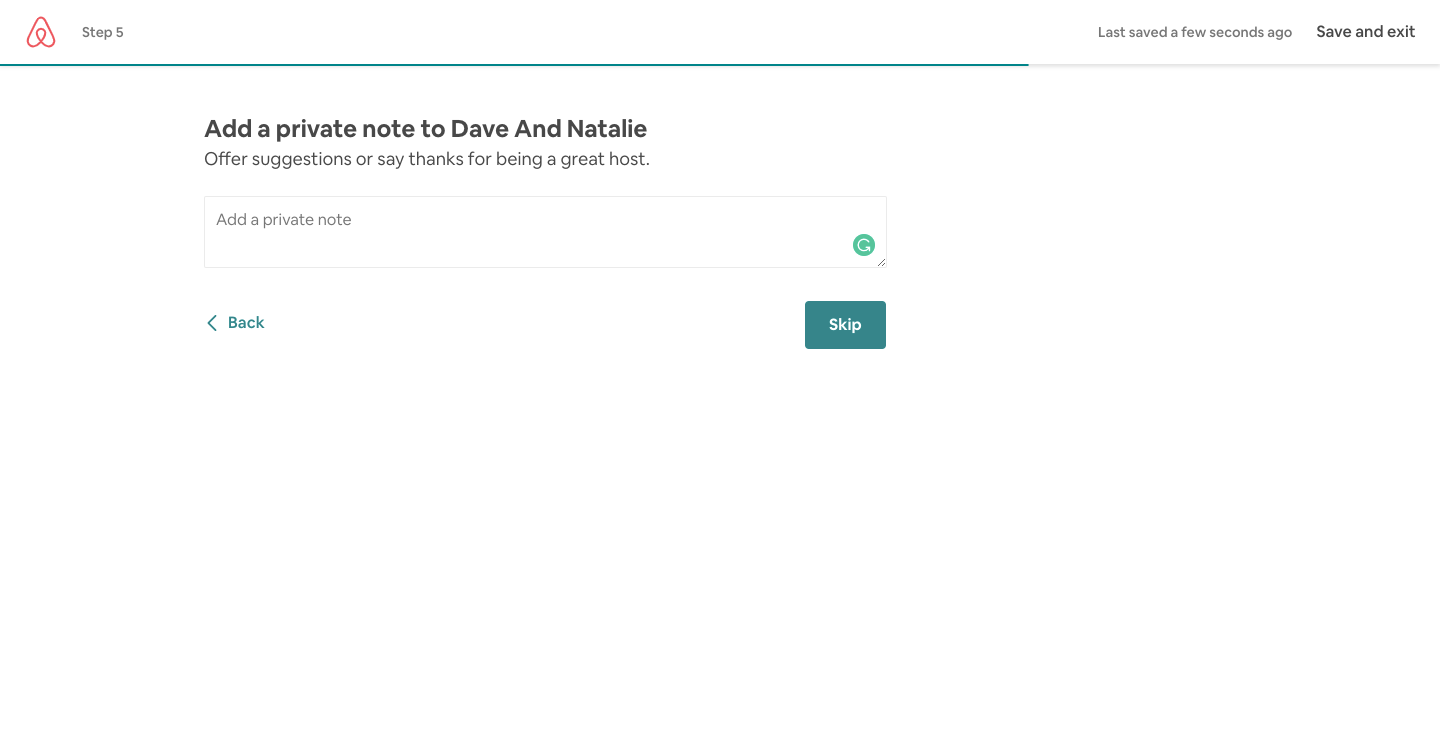 Step 5
Last saved a few seconds ago
Save and exit
Add a private note to Dave And Natalie
Offer suggestions or say thanks for being a great host.
Add a private note
Back
Skip